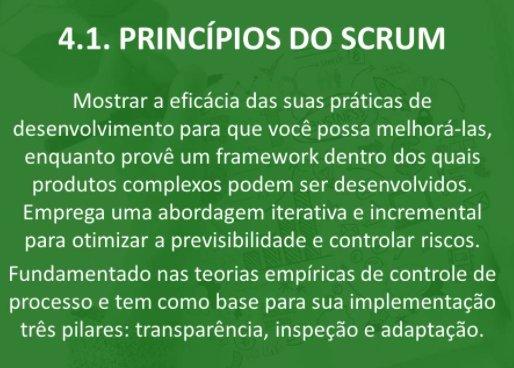 4.1. PRINCÍPIOS DO SCRUM
Mostrar a eficácia das suas práticas de
desenvolvimento para que você possa melhorá-las,
enquanto provê um framework dentro dos quais
produtos complexos podem ser desenvolvidos.
Emprega uma abordagem iterativa e incremental
para otimizar a previsibilidade e controlar riscos.
Fundamentado nas teorias empíricas de controle de
processo e tem como base para sua implementação
três pilares: transparência, inspeção e adaptação.